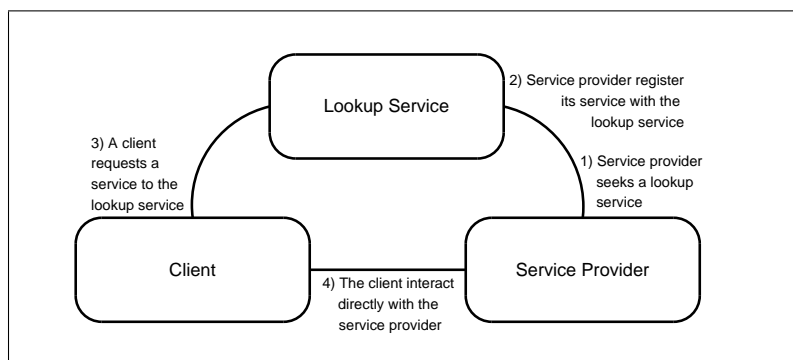 Lookup Service
2) Service provider register
its service with the
lookup service
3) A client
requests a
service to the
lookup service
1) Service provider
seeks a lookup
service
Client
Service Provider
4) The client interact
directly with the
service provider